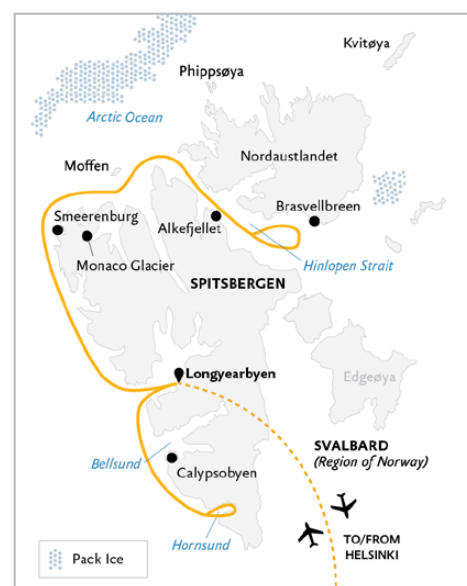 Kvitøya
Phippsøya
Arctic Ocean
Nordaustlandet
Moffen
Brasvellbreen
Smeerenburg
Alkefjellet
Monaco Glacier
Hinlopen Strait
SPITSBERGEN
Longyearbyen
Edgeøya
SVALBARD
(Region of Norway)
Bellsund
Calypsobyen
TO/FROM
HELSINKI
Hornsund
Pack Ice